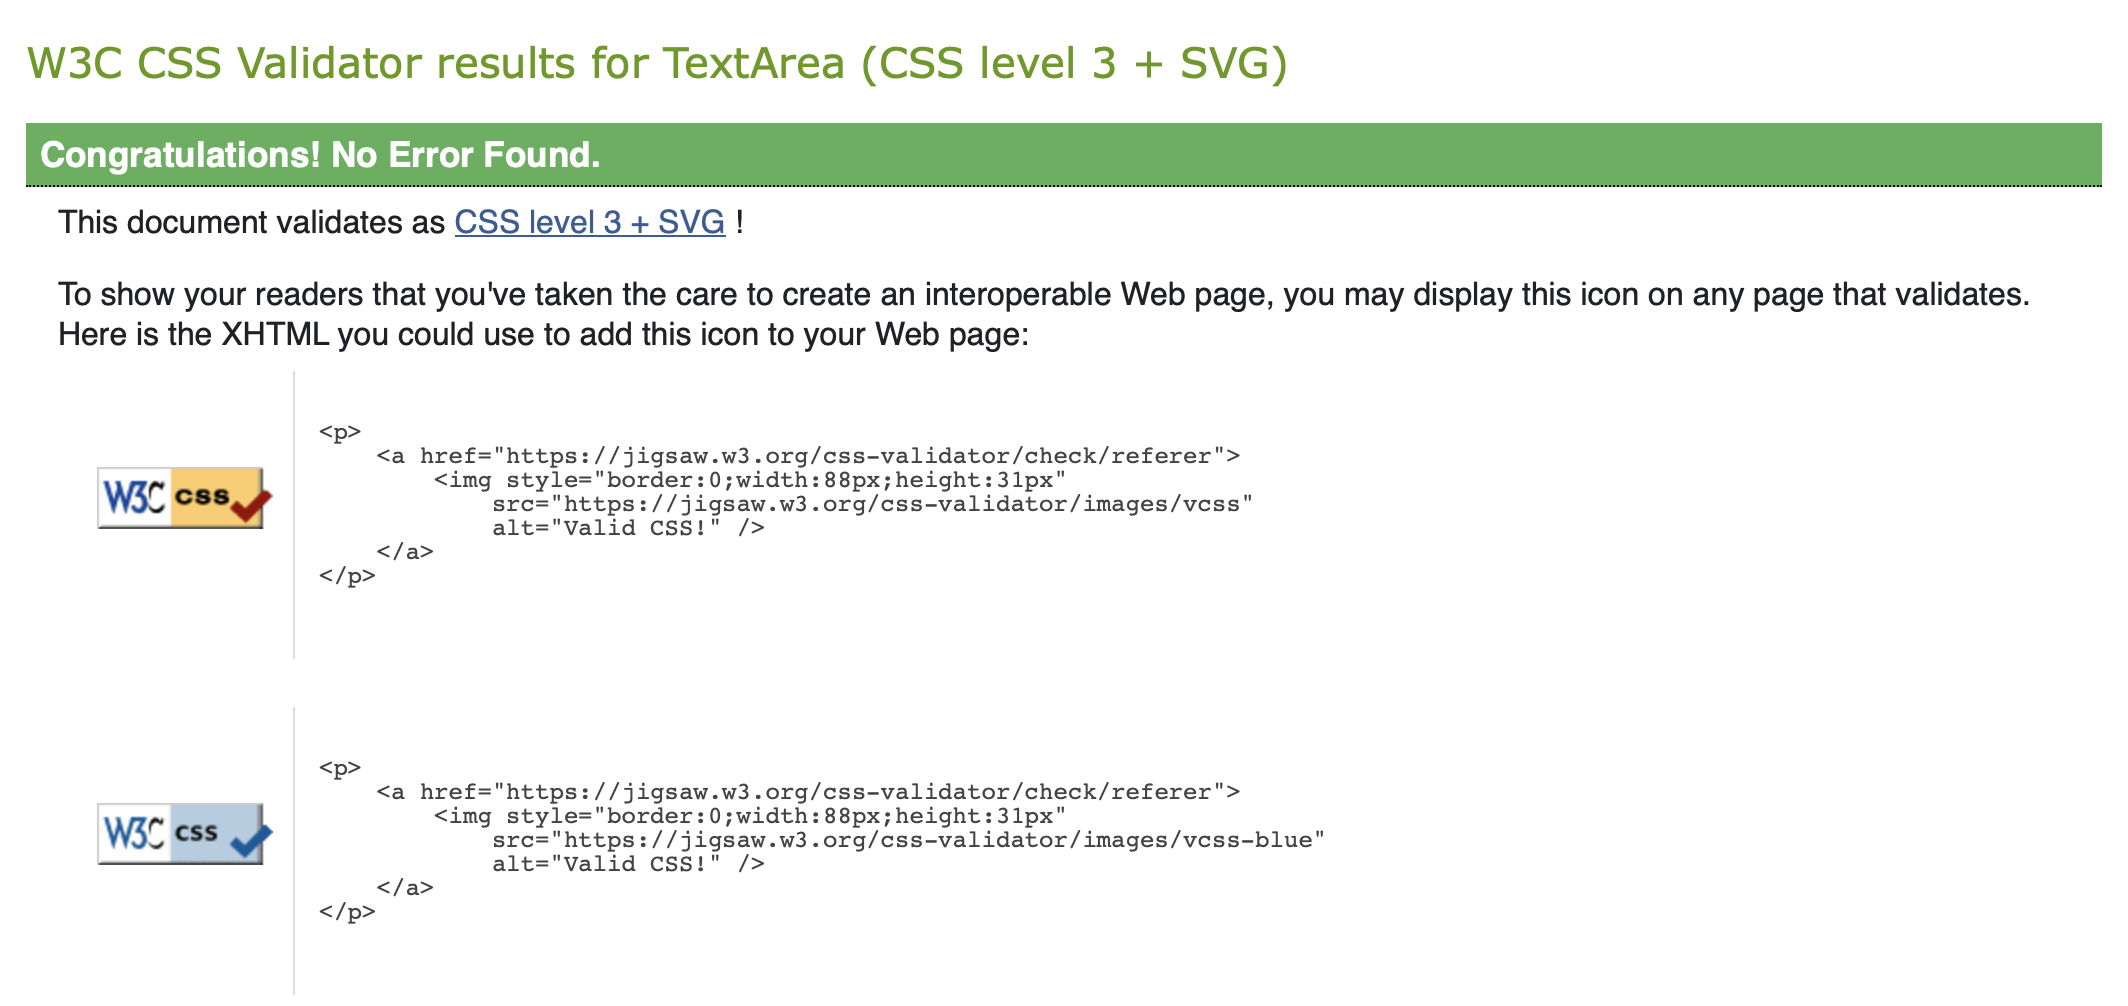 W3C CSS Validator results for TextArea (CSS level 3 + SVG)
Congratulations! No Error Found.
This document validates as CSS level 3 + SVG !
To show your readers that you've taken the care to create an interoperable Web page, you may display this icon on any page that validates.
Here is the XHTML you could use to add this icon to your Web page:
W3C css
<p>
    <a href="https://jigsaw.w3.org/css-validator/check/referer">
        <img style="border:0;width:88px;height:31px"
            src="https://jigsaw.w3.org/css-validator/images/vcss"
            alt="Valid CSS!" />
    </a>
</p>
W3C css
<p>
    <a href="https://jigsaw.w3.org/css-validator/check/referer">
        <img style="border:0;width:88px;height:31px"
            src="https://jigsaw.w3.org/css-validator/images/vcss-blue"
            alt="Valid CSS!" />
    </a>
</p>